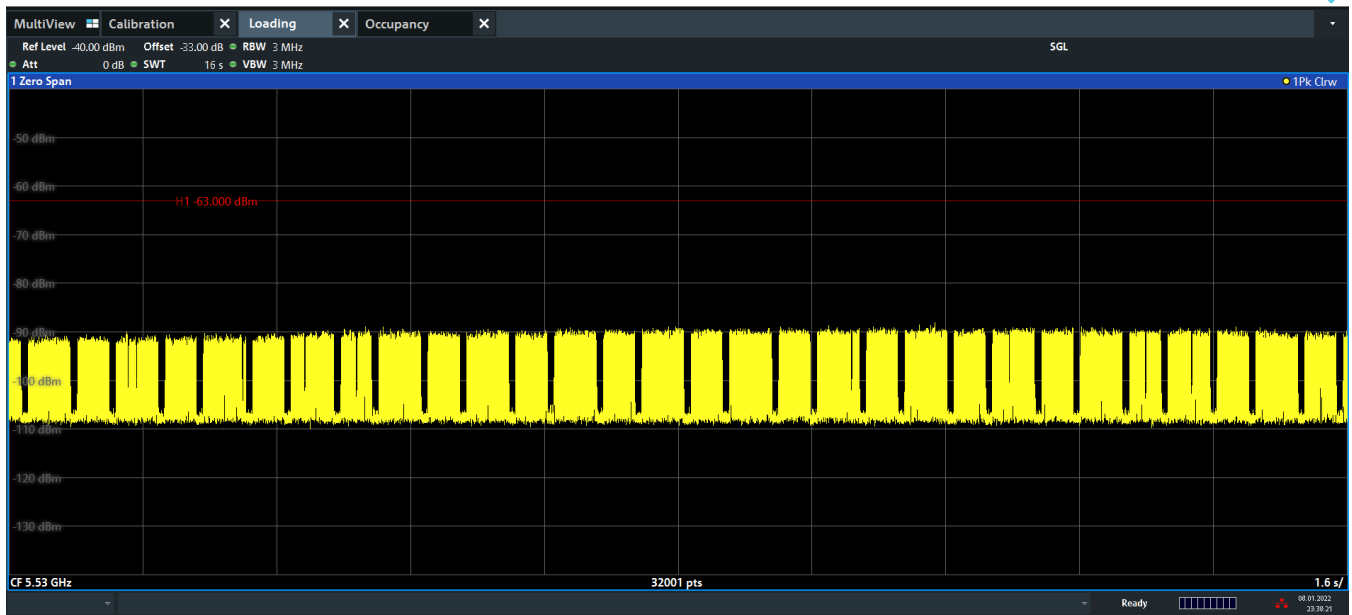 MultiView Calibration Loading Occupancy
Ref Level -40.00 dBm Offset -33.00 dB RBW 3 MHz SGL
Att 0 dB SWT 16 s VBW 3 MHz
1 Zero Span 1Pk Clrw
-50 dBm
-60 dBm
H1 -63.000 dBm
-70 dBm
-80 dBm
-90 dBm
-100 dBm
-110 dBm
-120 dBm
-130 dBm
CF 5.53 GHz 32001 pts 1.6 s/
Ready 08.01.2022
23:38:21